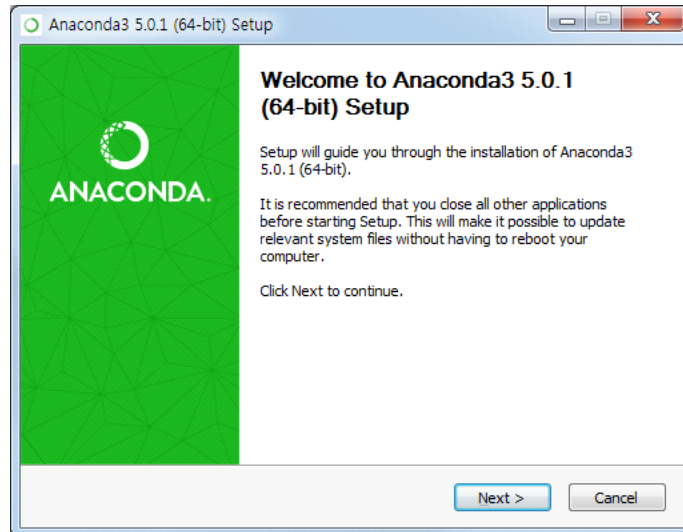 Anaconda3 5.0.1 (64-bit) Setup
Welcome to Anaconda3 5.0.1
(64-bit) Setup
Setup will guide you through the installation of Anaconda3
5.0.1 (64-bit).
ANACONDA.
It is recommended that you close all other applications
before starting Setup. This will make it possible to update
relevant system files without having to reboot your
computer.
Click Next to continue.
Next >
Cancel